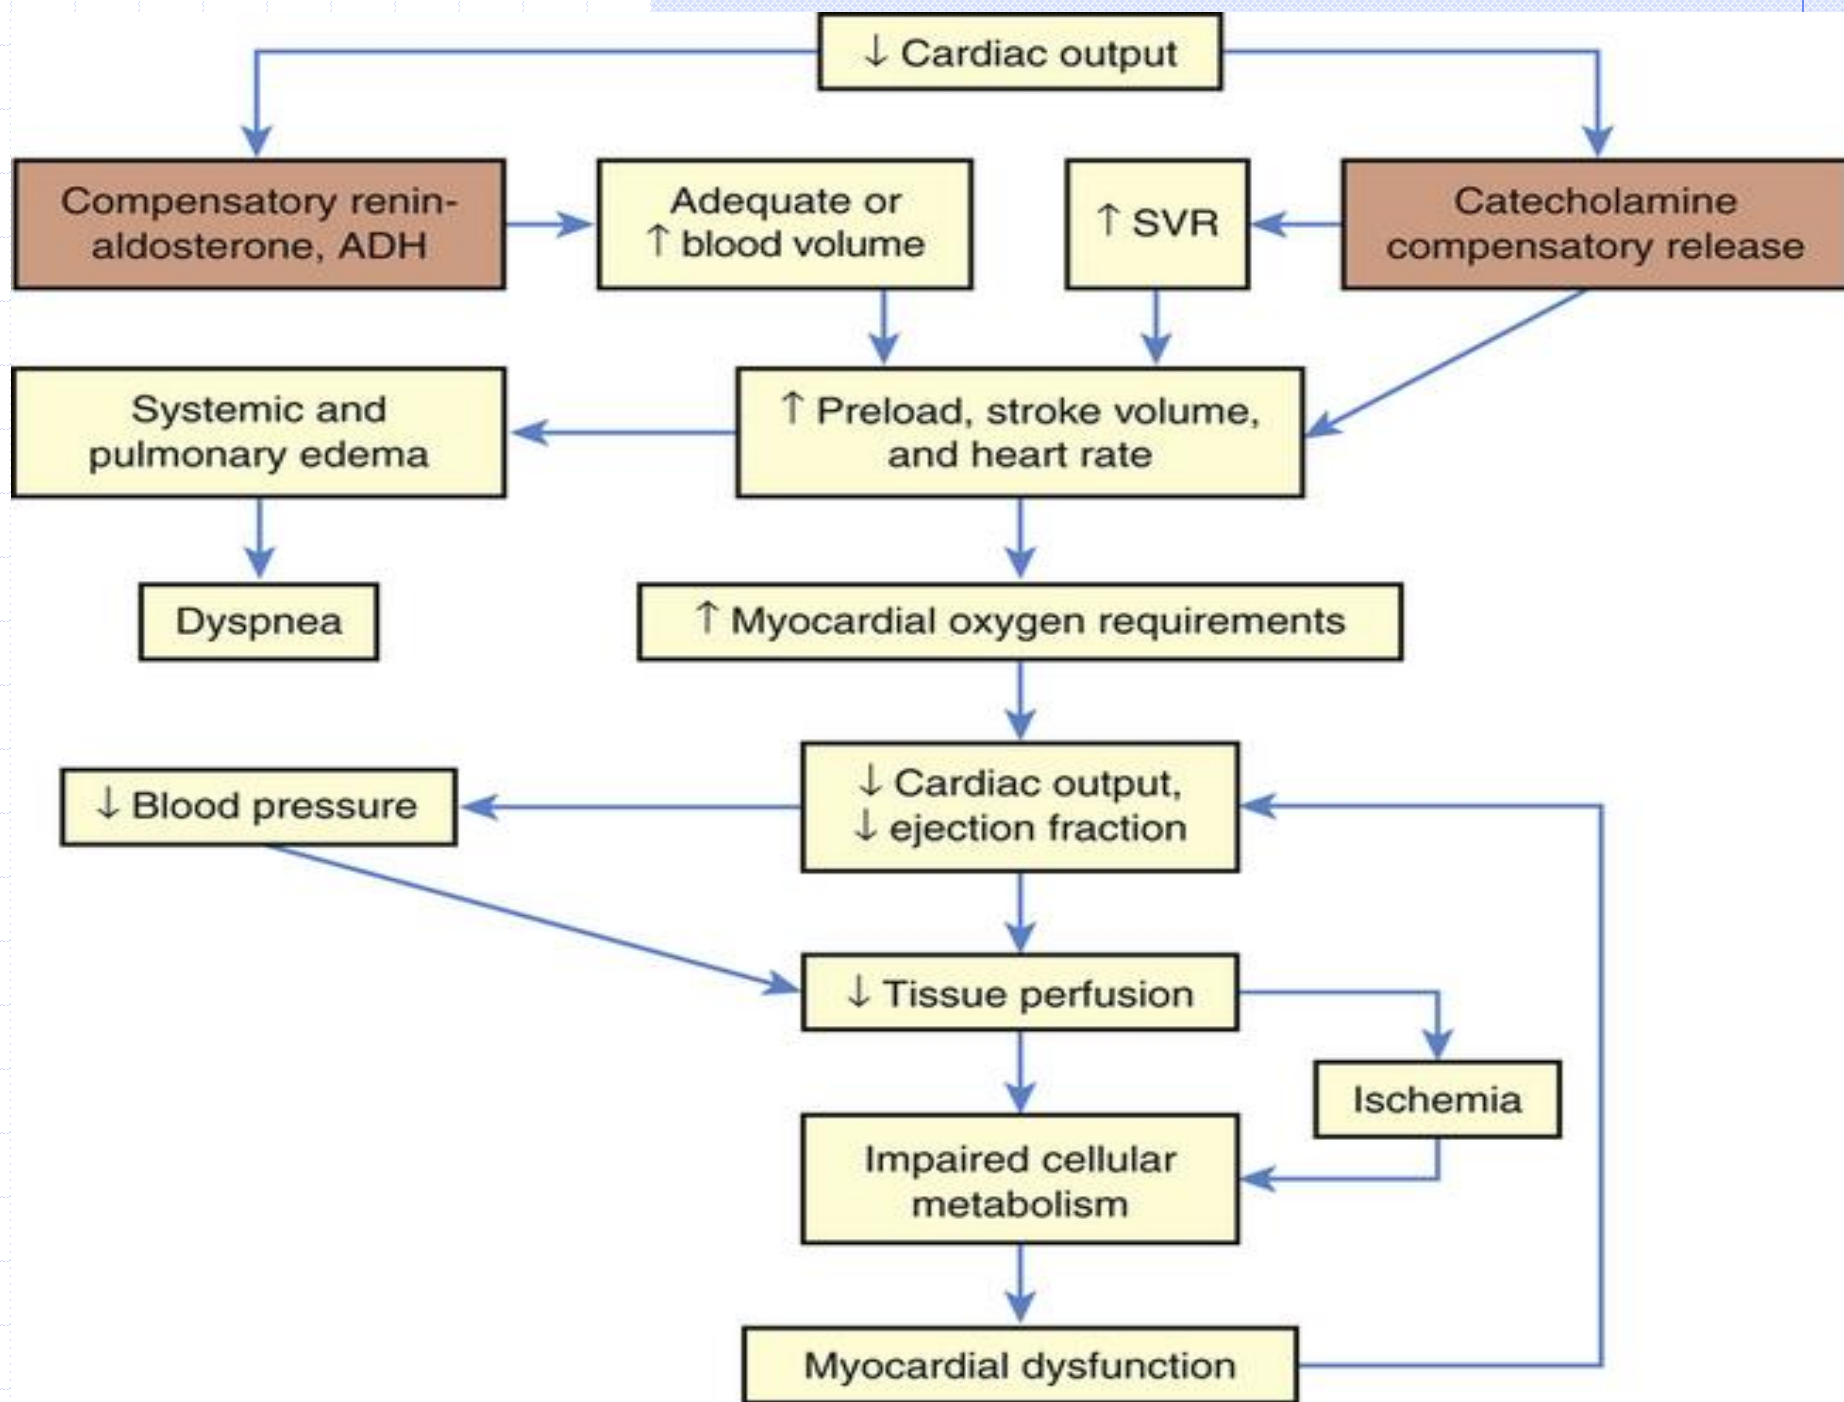 ↓ Cardiac output
Compensatory renin-
aldosterone, ADH
Adequate or
↑ blood volume
↑ SVR
Catecholamine
compensatory release
Systemic and
pulmonary edema
↑ Preload, stroke volume,
and heart rate
Dyspnea
↑ Myocardial oxygen requirements
↓ Blood pressure
↓ Cardiac output,
↓ ejection fraction
↓ Tissue perfusion
Ischemia
Impaired cellular
metabolism
Myocardial dysfunction